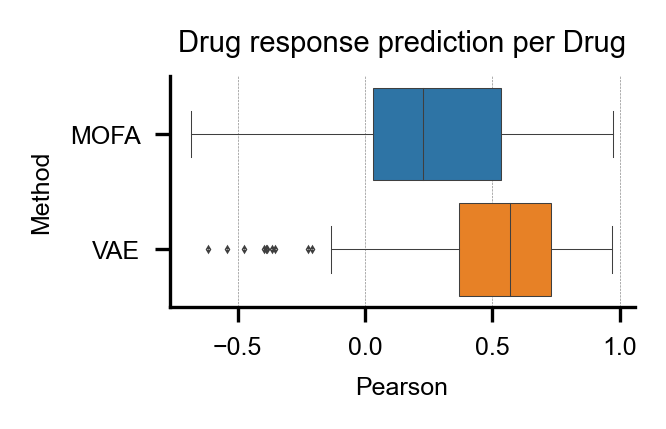 Drug response prediction per Drug
Method
MOFA
VAE
−0.5
0.0
0.5
1.0
Pearson